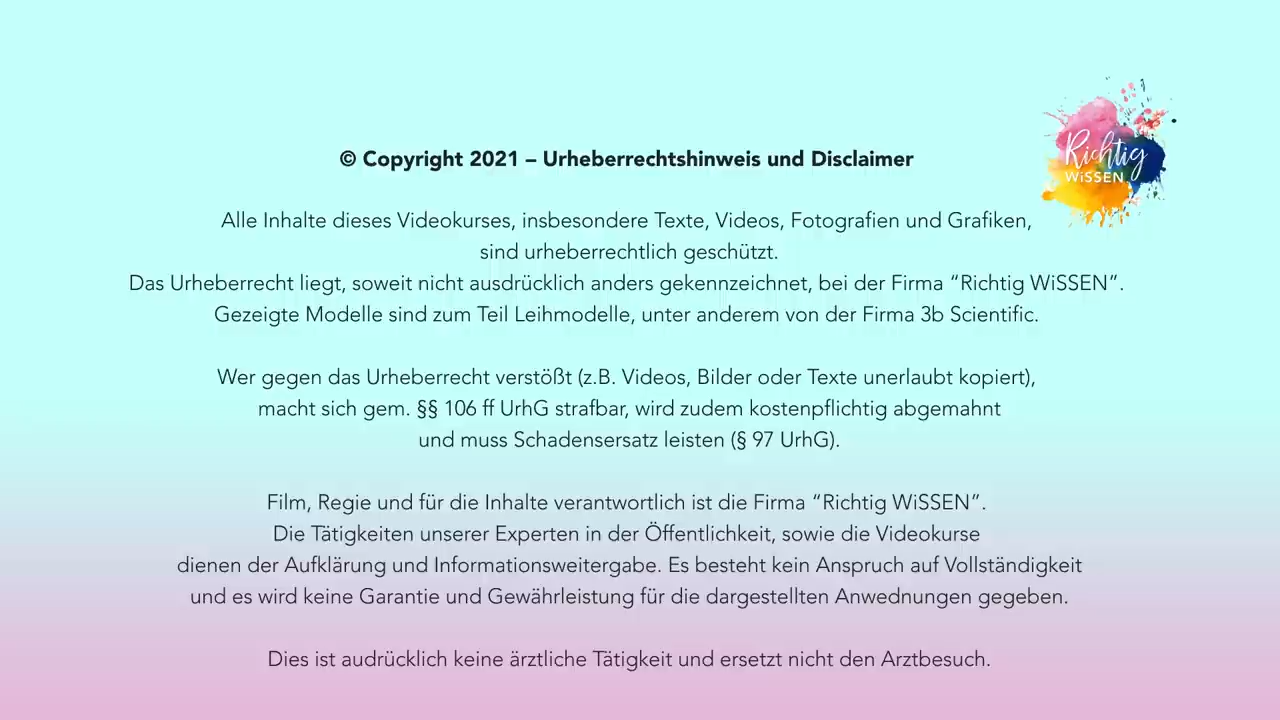 Richtig
WiSSEN
© Copyright 2021 – Urheberrechtshinweis und Disclaimer
Alle Inhalte dieses Videokurses, insbesondere Texte, Videos, Fotografien und Grafiken,
sind urheberrechtlich geschützt.
Das Urheberrecht liegt, soweit nicht ausdrücklich anders gekennzeichnet, bei der Firma “Richtig WiSSEN”.
Gezeigte Modelle sind zum Teil Leihmodelle, unter anderem von der Firma 3b Scientific.
Wer gegen das Urheberrecht verstößt (z.B. Videos, Bilder oder Texte unerlaubt kopiert),
macht sich gem. §§ 106 ff UrhG strafbar, wird zudem kostenpflichtig abgemahnt
und muss Schadensersatz leisten (§ 97 UrhG).
Film, Regie und für die Inhalte verantwortlich ist die Firma “Richtig WiSSEN”.
Die Tätigkeiten unserer Experten in der Öffentlichkeit, sowie die Videokurse
dienen der Aufklärung und Informationsweitergabe. Es besteht kein Anspruch auf Vollständigkeit
und es wird keine Garantie und Gewährleistung für die dargestellten Anwednungen gegeben.
Dies ist audrücklich keine ärztliche Tätigkeit und ersetzt nicht den Arztbesuch.